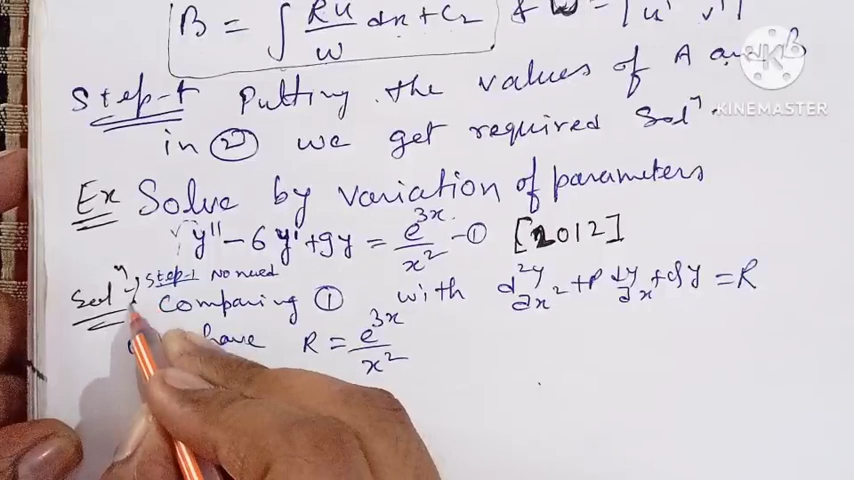 B = ∫ Ru/W dx + C₂ & W = |u' v'|
KINEMASTER
Step-4 Putting the values of A and B
in ② we get required Solⁿ.
Ex Solve by variation of parameters
y'' - 6y' + 9y = e^{3x}/x² - ① [2012]
Solⁿ → Step-1 No need
Comparing ① with d²y/dx² + P dy/dx + Qy = R
have R = e^{3x}/x²